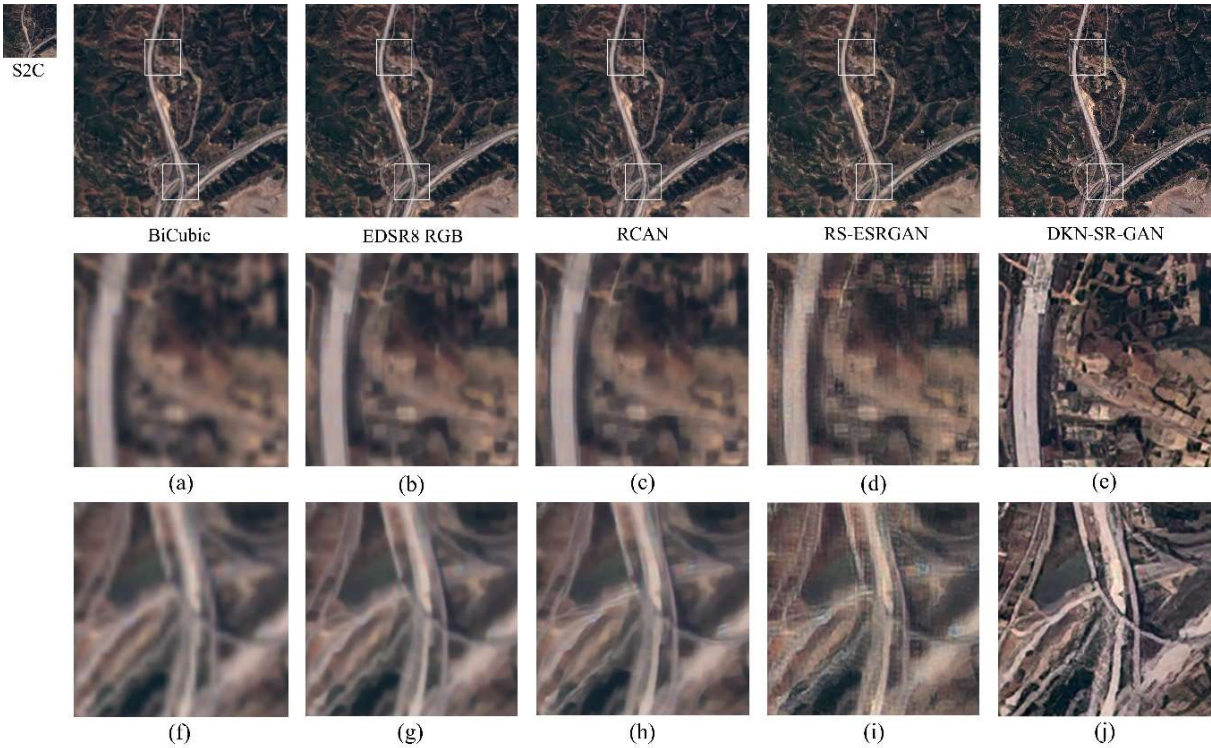 S2C
BiCubic
EDSR8 RGB
RCAN
RS-ESRGAN
DKN-SR-GAN
(a)
(b)
(c)
(d)
(e)
(f)
(g)
(h)
(i)
(j)